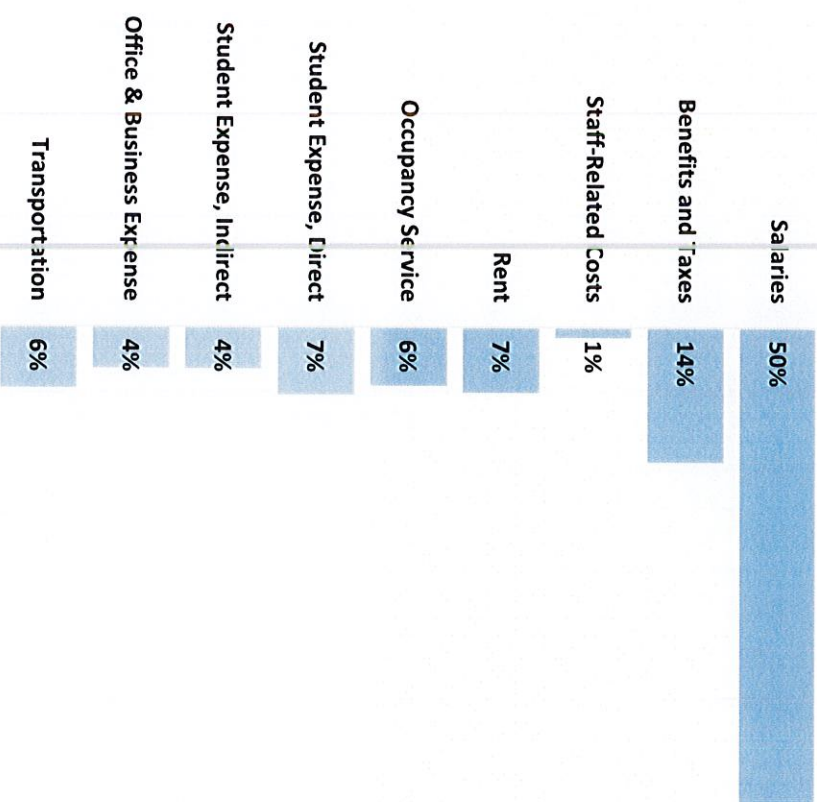 Salaries 50%
Benefits and Taxes 14%
Staff-Related Costs 1%
Rent 7%
Occupancy Service 6%
Student Expense, Direct 7%
Student Expense, Indirect 4%
Office & Business Expense 4%
Transportation 6%